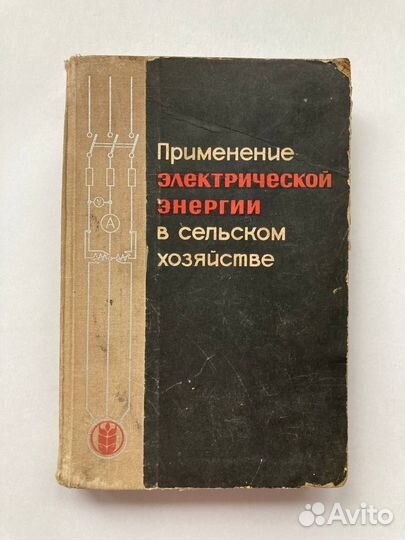 Применение
электрической
энергии
в сельском
хозяйстве
V
A
Avito